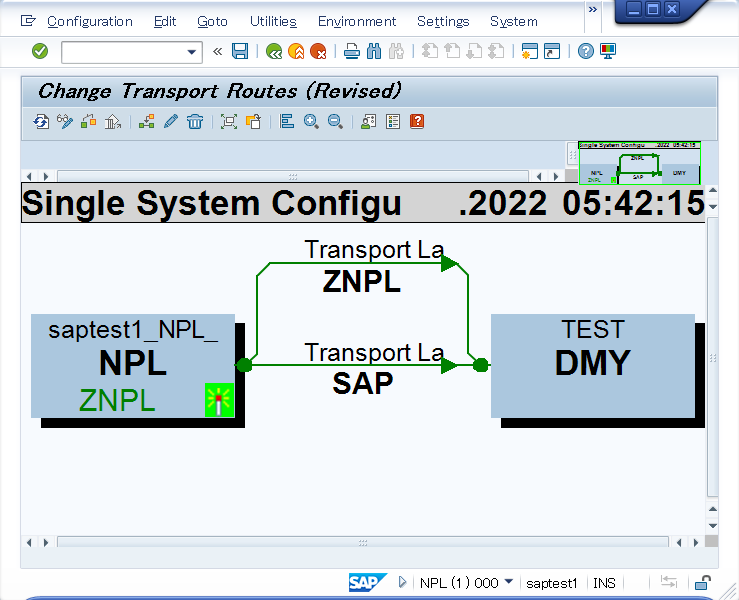 Configuration Edit Goto Utilities Environment Settings System »
«
Change Transport Routes (Revised)
Single System Configu .2022 05:42:15
ZNPL
NPL SAP DMY
ZNPL
Single System Configu .2022 05:42:15
Transport La
ZNPL
saptest1_NPL_ TEST
NPL DMY
Transport La
ZNPL SAP
SAP NPL (1) 000 saptest1 INS